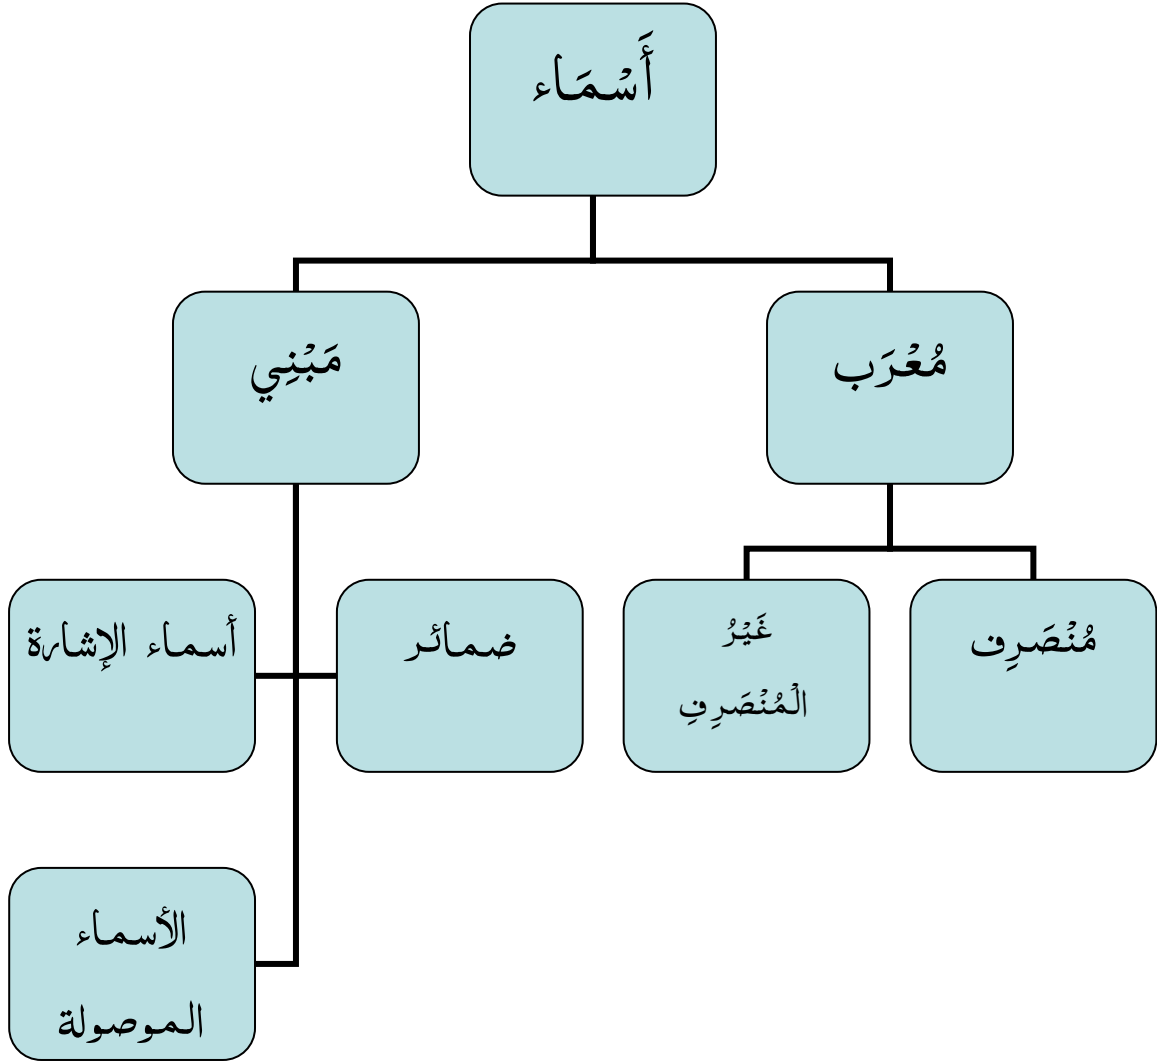 أَسْمَاء
مُعْرَب
مَبْنِي
مُنْصَرِف
غَيْرُ
الْمُنْصَرِفِ
ضمائر
أسماء الإشارة
الأسماء
الموصولة